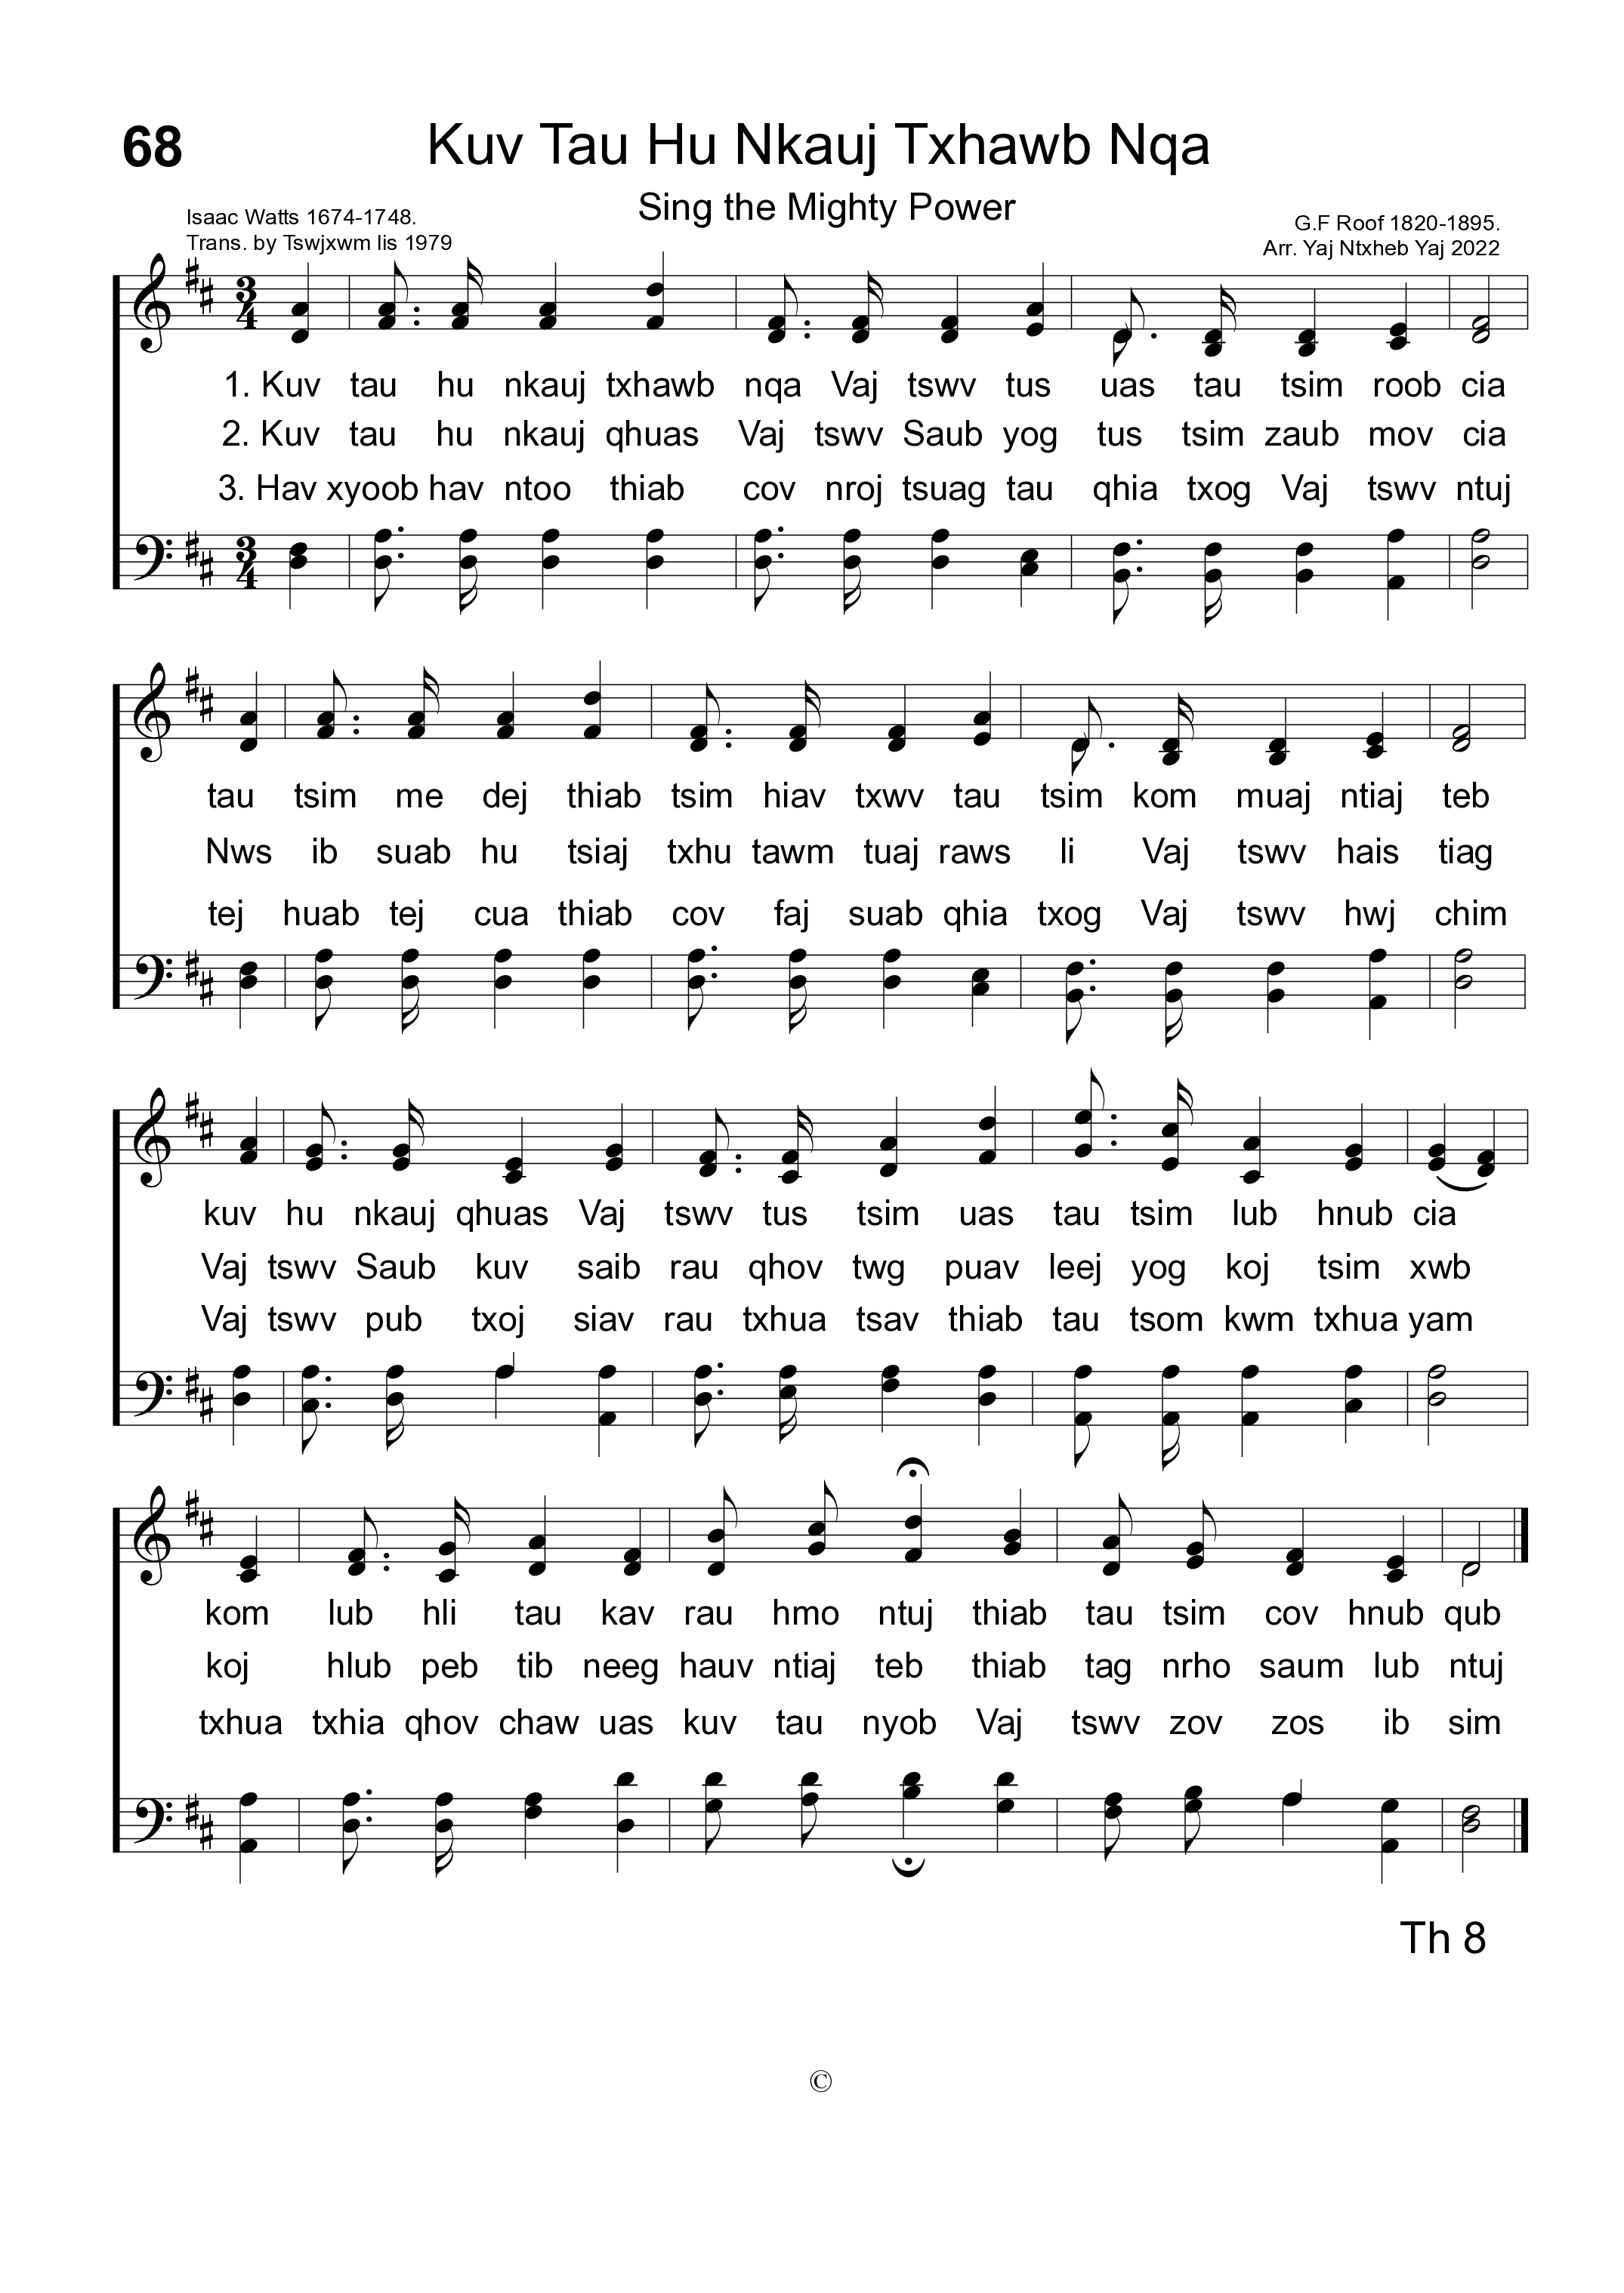 68
Kuv Tau Hu Nkauj Txhawb Nqa
Sing the Mighty Power
Isaac Watts 1674-1748.
Trans. by Tswjxwm lis 1979
G.F Roof 1820-1895.
Arr. Yaj Ntxheb Yaj 2022
3
4
1. Kuv tau hu nkauj txhawb nqa Vaj tswv tus uas tau tsim roob cia
2. Kuv tau hu nkauj qhuas Vaj tswv Saub yog tus tsim zaub mov cia
3. Hav xyoob hav ntoo thiab cov nroj tsuag tau qhia txog Vaj tswv ntuj
3
4
tau tsim me dej thiab tsim hiav txwv tau tsim kom muaj ntiaj teb
Nws ib suab hu tsiaj txhu tawm tuaj raws li Vaj tswv hais tiag
tej huab tej cua thiab cov faj suab qhia txog Vaj tswv hwj chim
kuv hu nkauj qhuas Vaj tswv tus tsim uas tau tsim lub hnub cia
Vaj tswv Saub kuv saib rau qhov twg puav leej yog koj tsim xwb
Vaj tswv pub txoj siav rau txhua tsav thiab tau tsom kwm txhua yam
kom lub hli tau kav rau hmo ntuj thiab tau tsim cov hnub qub
koj hlub peb tib neeg hauv ntiaj teb thiab tag nrho saum lub ntuj
txhua txhia qhov chaw uas kuv tau nyob Vaj tswv zov zos ib sim
Th 8
©